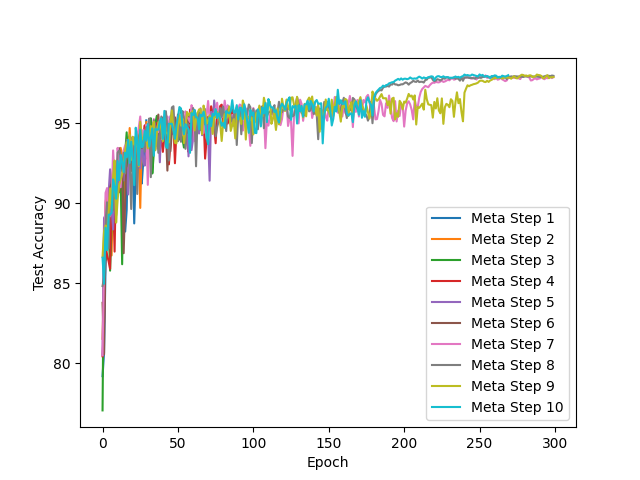 95
90
85
80
Test Accuracy
0 50 100 150 200 250 300
Epoch
Meta Step 1
Meta Step 2
Meta Step 3
Meta Step 4
Meta Step 5
Meta Step 6
Meta Step 7
Meta Step 8
Meta Step 9
Meta Step 10